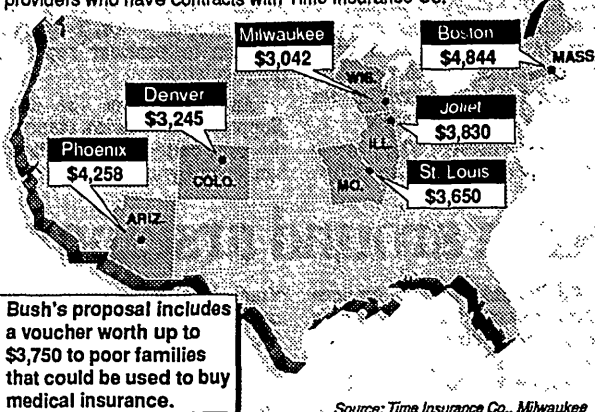 providers who have contracts with Time Insurance Co.
Milwaukee
$3,042
Boston
$4,844
MASS
WIS.
Denver
$3,245
Joliet
$3,830
ILL.
Phoenix
$4,258
COLO.
St. Louis
$3,650
MO.
ARIZ.
Bush's proposal includes
a voucher worth up to
$3,750 to poor families
that could be used to buy
medical insurance.
Source: Time Insurance Co., Milwaukee